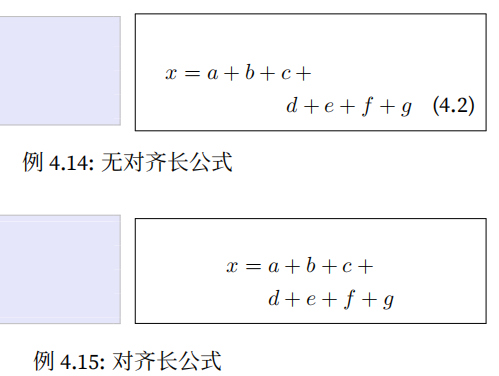 x = a + b + c +
d + e + f + g (4.2)
例 4.14: 无对齐长公式
x = a + b + c +
d + e + f + g
例 4.15: 对齐长公式